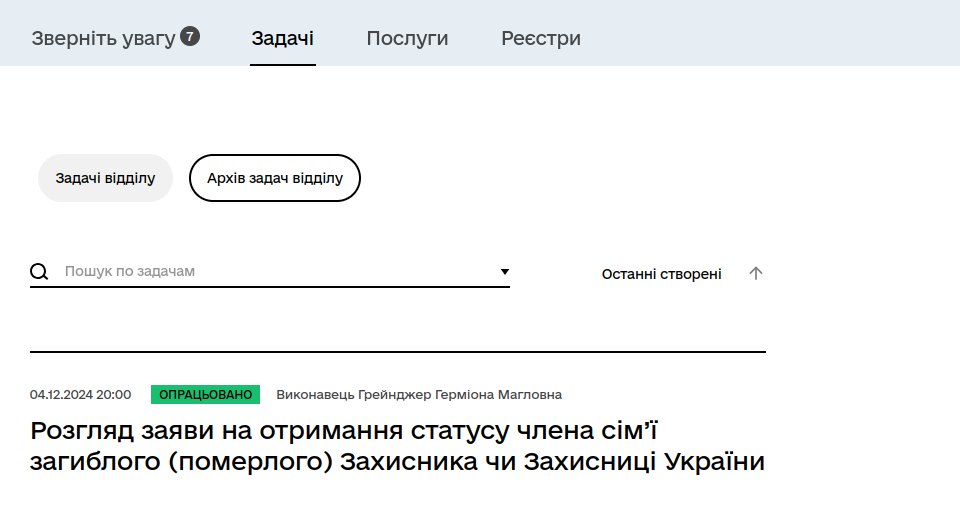 Зверніть увагу 7 Задачі Послуги Реєстри
Задачі відділу Архів задач відділу
Пошук по задачам Останні створені
04.12.2024 20:00 ОПРАЦЬОВАНО Виконавець Грейнджер Герміона Магловна
Розгляд заяви на отримання статусу члена сім’ї
загиблого (померлого) Захисника чи Захисниці України